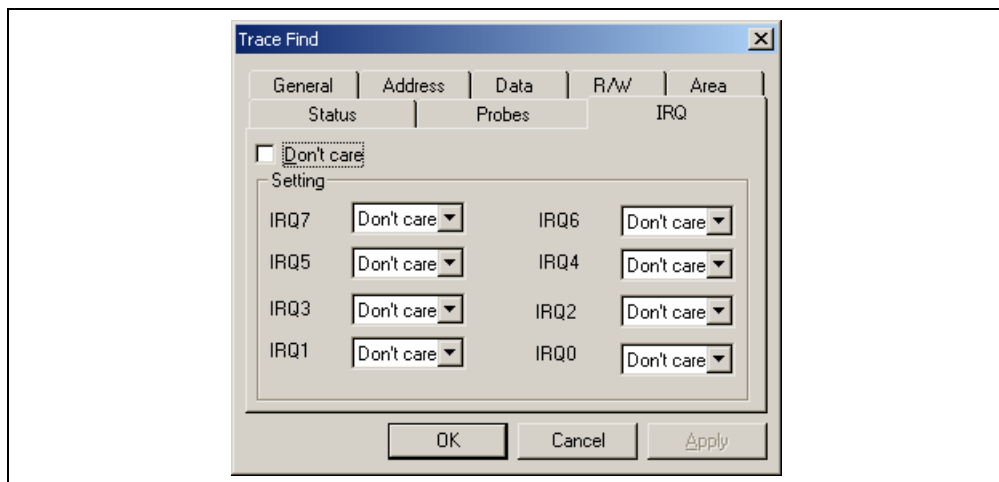 Trace Find
General Address Data R/W Area
Status Probes IRQ
Don't care
Setting
IRQ7 Don't care IRQ6 Don't care
IRQ5 Don't care IRQ4 Don't care
IRQ3 Don't care IRQ2 Don't care
IRQ1 Don't care IRQ0 Don't care
OK Cancel Apply